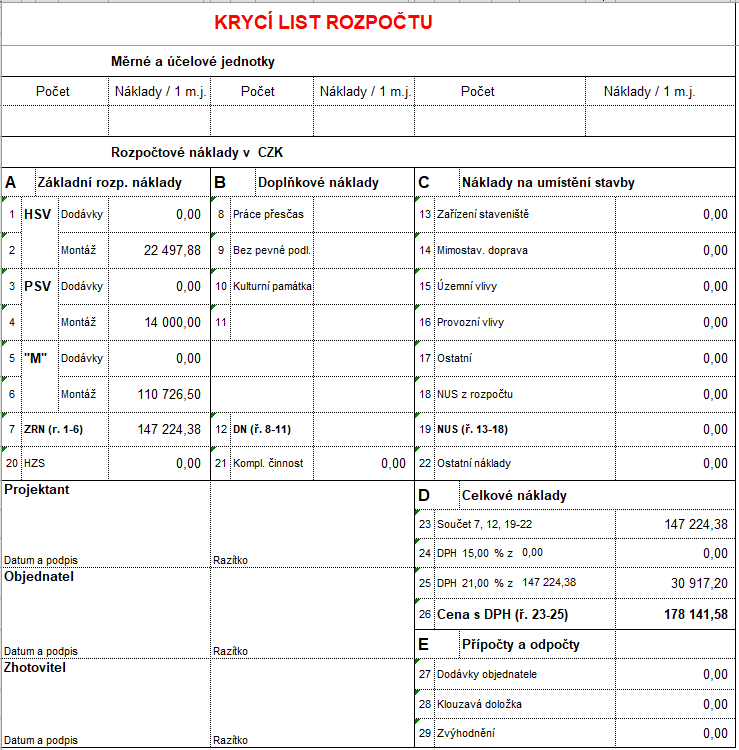 KRYCÍ LIST ROZPOČTU
Měrné a účelové jednotky
Počet Náklady / 1 m.j. Počet Náklady / 1 m.j. Počet Náklady / 1 m.j.
Rozpočtové náklady v CZK
A Základní rozp. náklady B Doplňkové náklady C Náklady na umístění stavby
1 HSV Dodávky 0,00 8 Práce přesčas 13 Zařízení staveniště 0,00
2 Montáž 22 497,88 9 Bez pevné podl. 14 Mimostav. doprava 0,00
3 PSV Dodávky 0,00 10 Kulturní památka 15 Územní vlivy 0,00
4 Montáž 14 000,00 11 16 Provozní vlivy 0,00
5 "M" Dodávky 0,00 17 Ostatní 0,00
6 Montáž 110 726,50 18 NUS z rozpočtu 0,00
7 ZRN (ř. 1-6) 147 224,38 12 DN (ř. 8-11) 19 NUS (ř. 13-18) 0,00
20 HZS 0,00 21 Kompl. činnost 0,00 22 Ostatní náklady 0,00
Projektant D Celkové náklady
23 Součet 7, 12, 19-22 147 224,38
Datum a podpis Razítko 24 DPH 15,00 % z 0,00 0,00
Objednatel 25 DPH 21,00 % z 147 224,38 30 917,20
26 Cena s DPH (ř. 23-25) 178 141,58
Datum a podpis Razítko E Přípočty a odpočty
Zhotovitel 27 Dodávky objednatele 0,00
28 Klouzavá doložka 0,00
Datum a podpis Razítko 29 Zvýhodnění 0,00